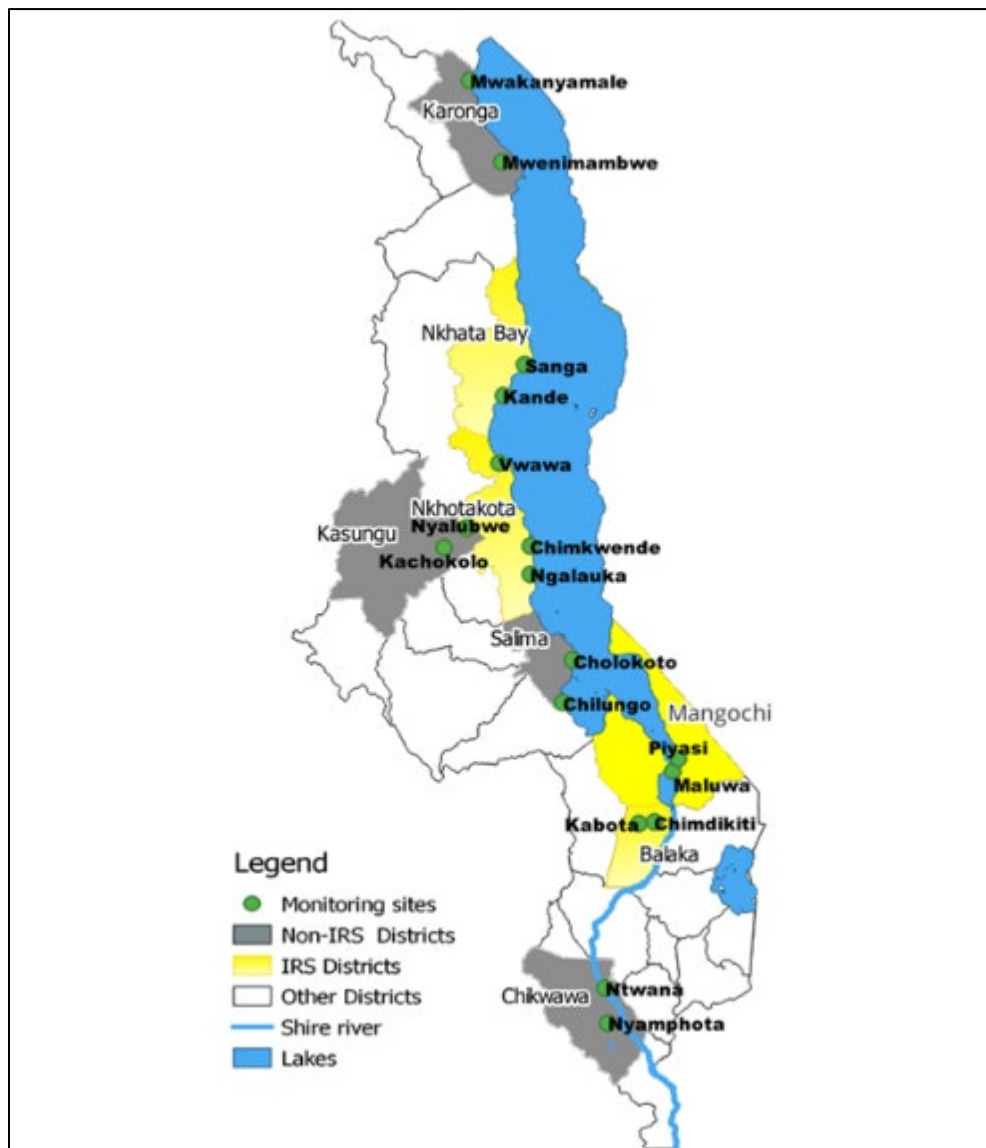 Mwakanyamale
Karonga
Mwenimambwe
Nkhata Bay
Sanga
Kande
Vwawa
Nkhotakota
Nyalubwe
Kasungu
Chimkwende
Kachokolo
Ngalauka
Salima
Cholokoto
Chilungo
Mangochi
Piyasi
Maluwa
Kabota
Chimdikiti
Balaka
Legend
Monitoring sites
Non-IRS Districts
IRS Districts
Other Districts
Shire river
Lakes
Ntwana
Chikwawa
Nyamphota